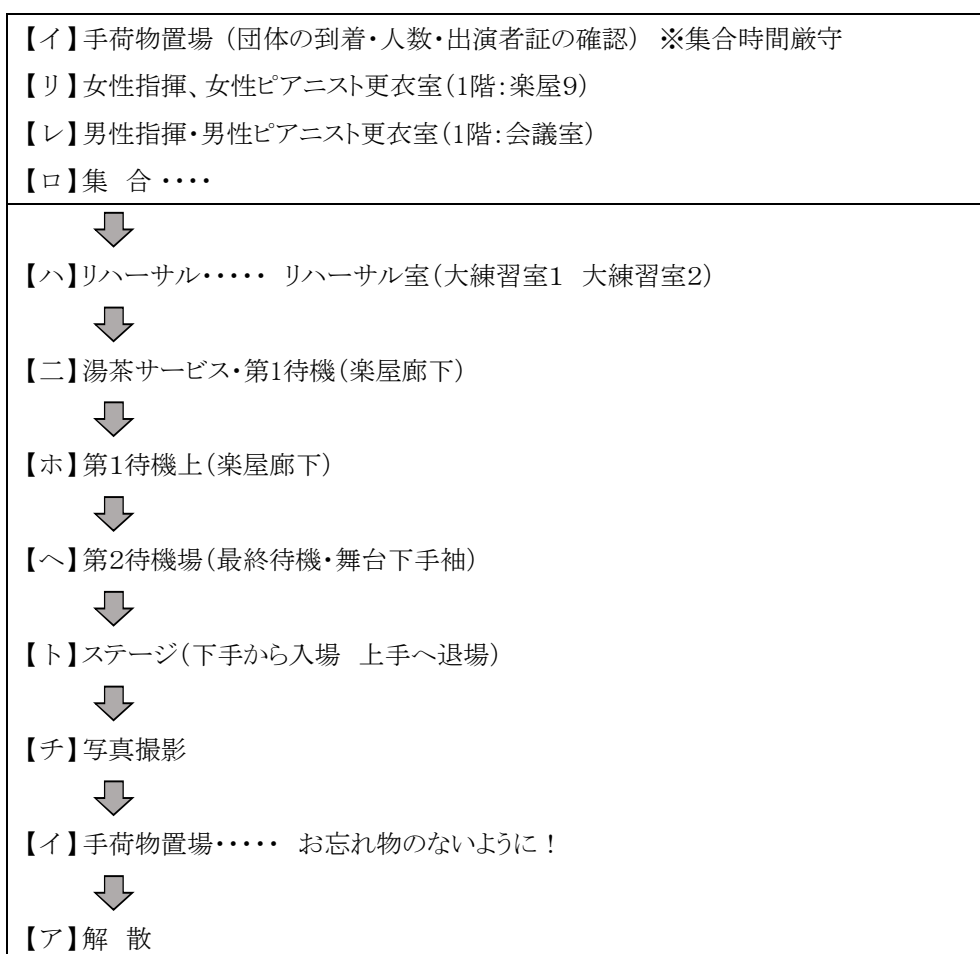 【イ】手荷物置場 (団体の到着・人数・出演者証の確認) ※集合時間厳守
【リ】女性指揮、女性ピアニスト更衣室(1階:楽屋9)
【レ】男性指揮・男性ピアニスト更衣室(1階:会議室)
【ロ】集 合 ・・・・
【ハ】リハーサル・・・・・ リハーサル室(大練習室1 大練習室2)
【二】湯茶サービス・第1待機(楽屋廊下)
【ホ】第1待機上(楽屋廊下)
【へ】第2待機場(最終待機・舞台下手袖)
【ト】ステージ(下手から入場 上手へ退場)
【チ】写真撮影
【イ】手荷物置場・・・・・ お忘れ物のないように！
【ア】解 散